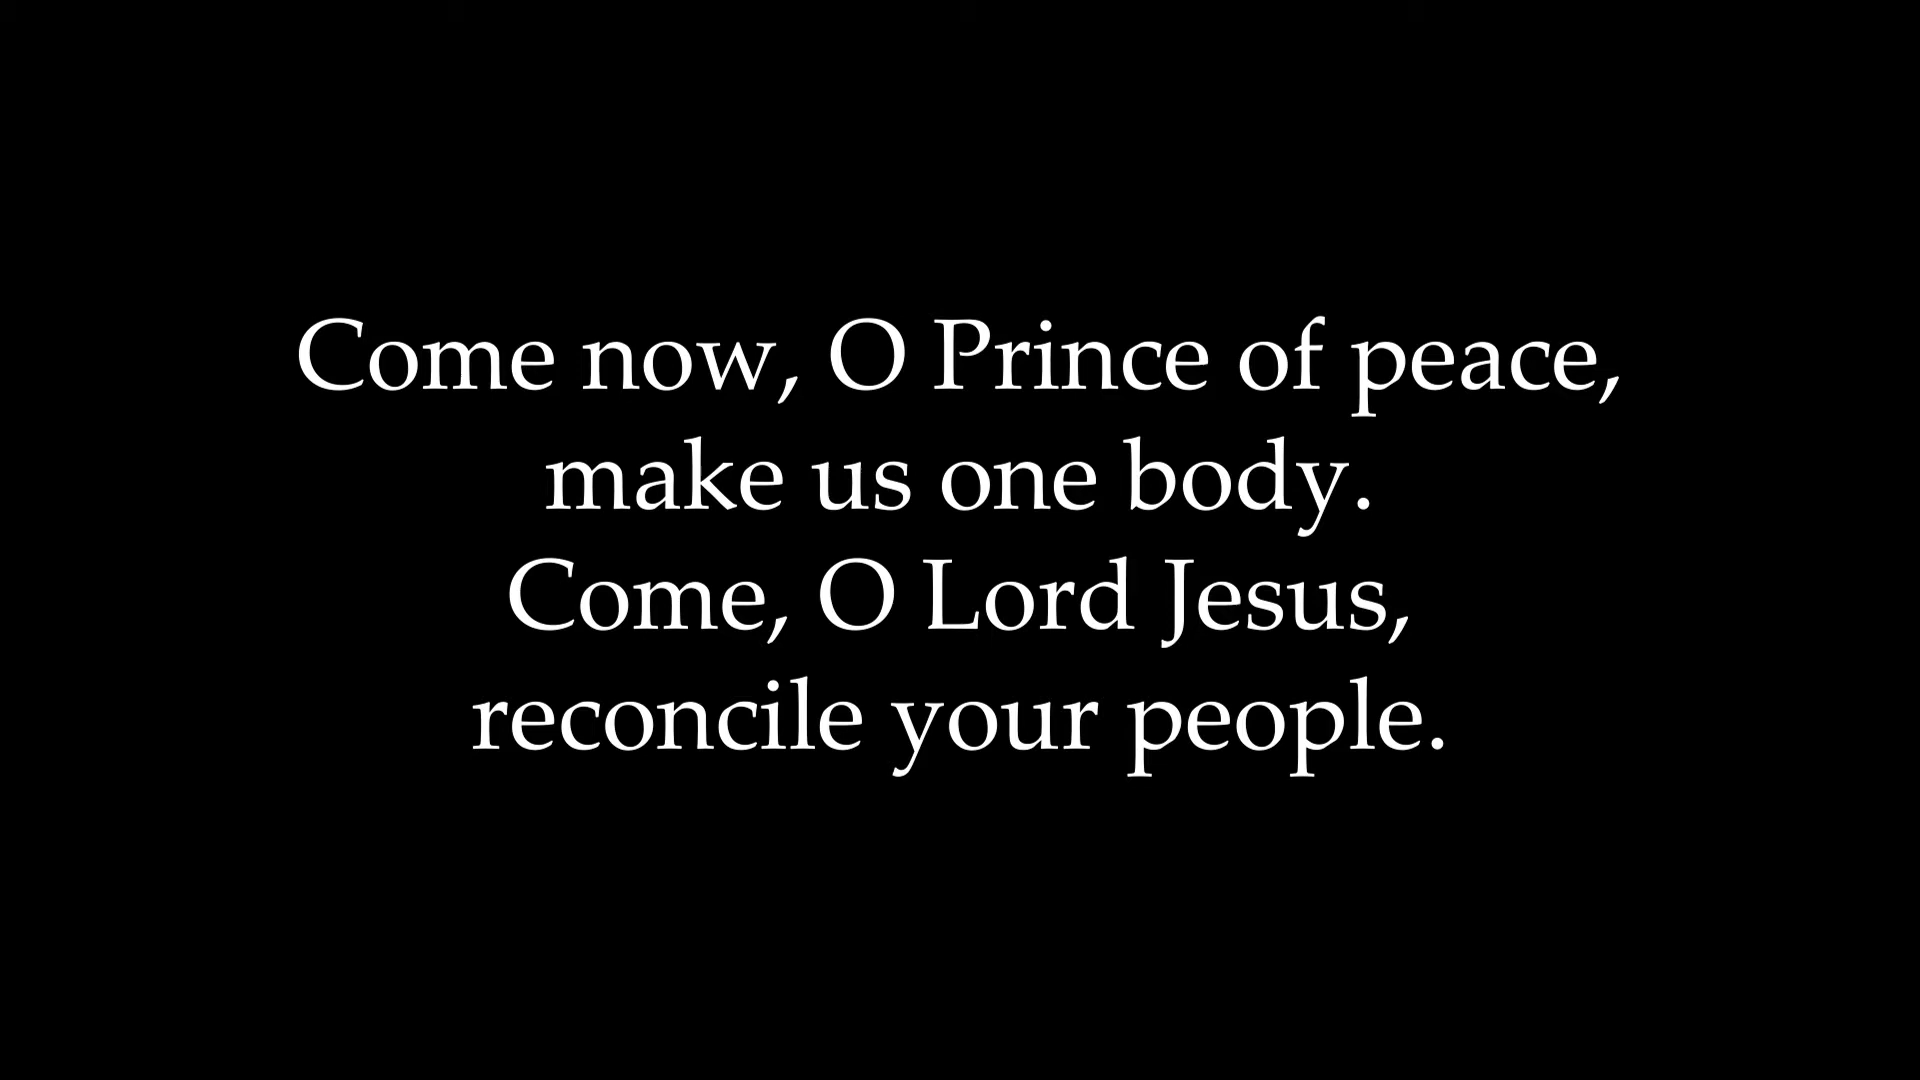 Come now, O Prince of peace,
make us one body.
Come, O Lord Jesus,
reconcile your people.